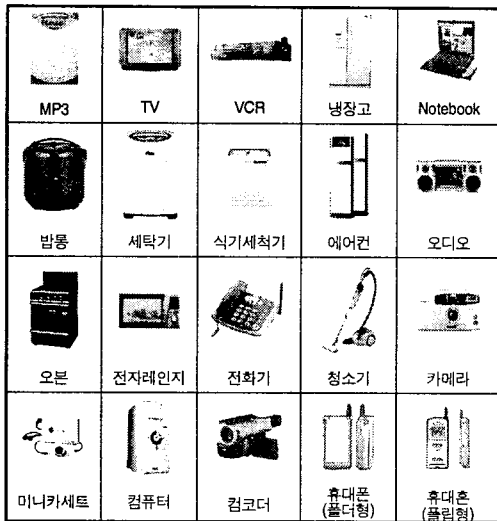 MP3
TV
VCR
냉장고
Notebook
밥통
세탁기
식기세척기
에어컨
오디오
오븐
전자레인지
전화기
청소기
카메라
미니카세트
컴퓨터
컴코더
휴대폰
(폴더형)
휴대혼
(플립형)